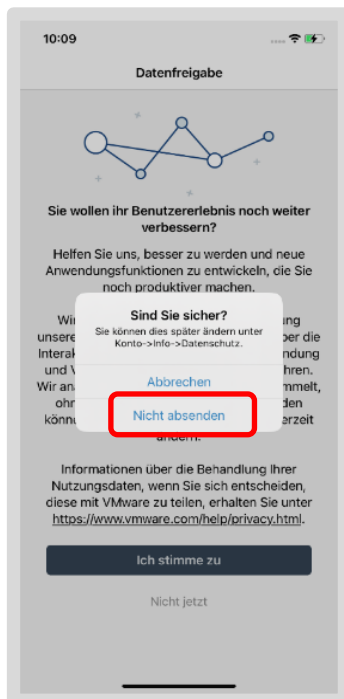 10:09
Datenfreigabe
Sie wollen ihr Benutzererlebnis noch weiter
verbessern?
Helfen Sie uns, besser zu werden und neue
Anwendungsfunktionen zu entwickeln, die Sie
noch produktiver machen.
Sind Sie sicher?
Sie können dies später ändern unter
Konto->Info->Datenschutz.
Abbrechen
Nicht absenden
ändern.
Informationen über die Behandlung Ihrer
Nutzungsdaten, wenn Sie sich entscheiden,
diese mit VMware zu teilen, erhalten Sie unter
https://www.vmware.com/help/privacy.html.
Ich stimme zu
Nicht jetzt